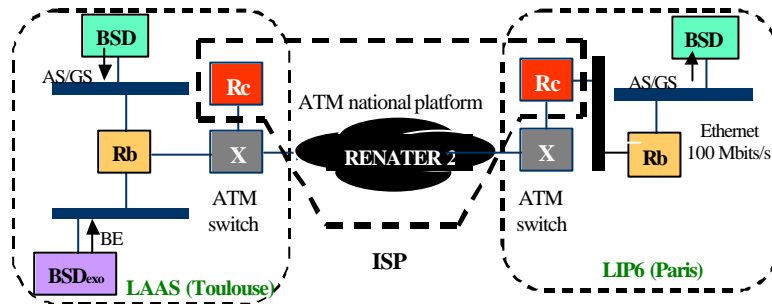 BSD
AS/GS
Rc
Rb
X
ATM
switch
BE
BSDexo
LAAS (Toulouse)
ATM national platform
RENATER 2
ISP
BSD
AS/GS
Rc
Ethernet
100 Mbits/s
X
Rb
ATM
switch
LIP6 (Paris)